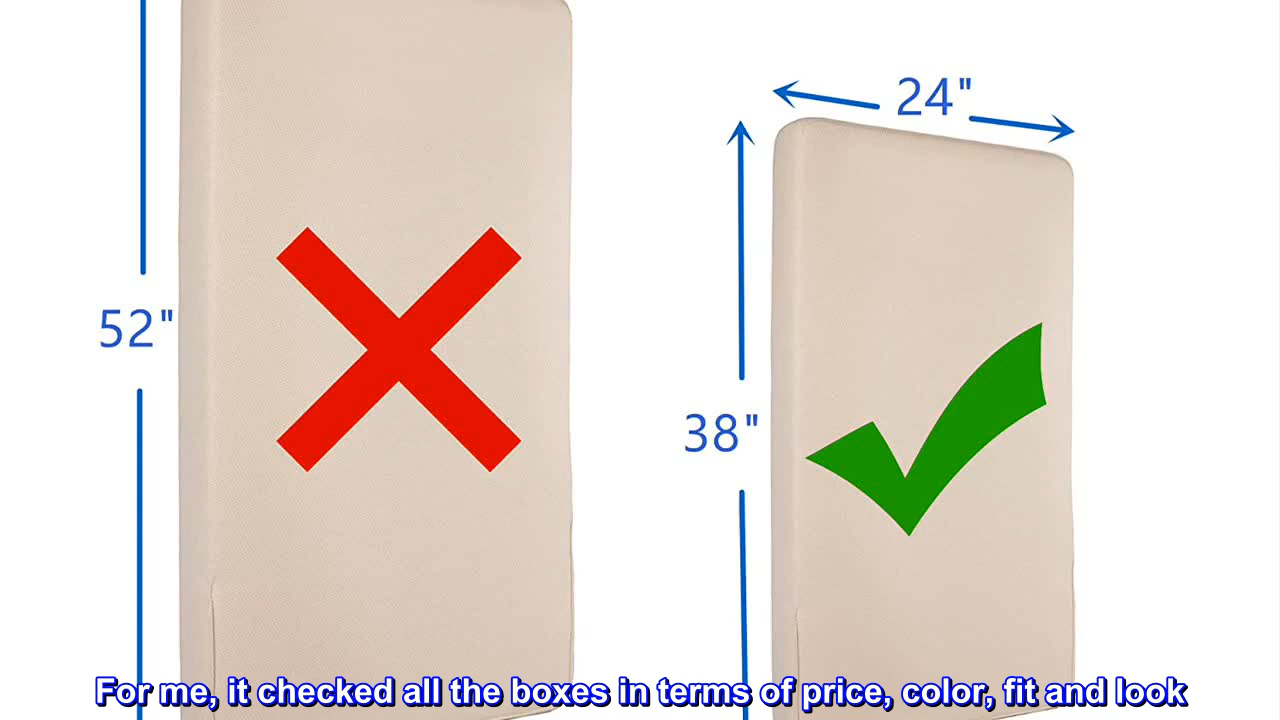 24"
52"
38"
For me, it checked all the boxes in terms of price, color, fit and look